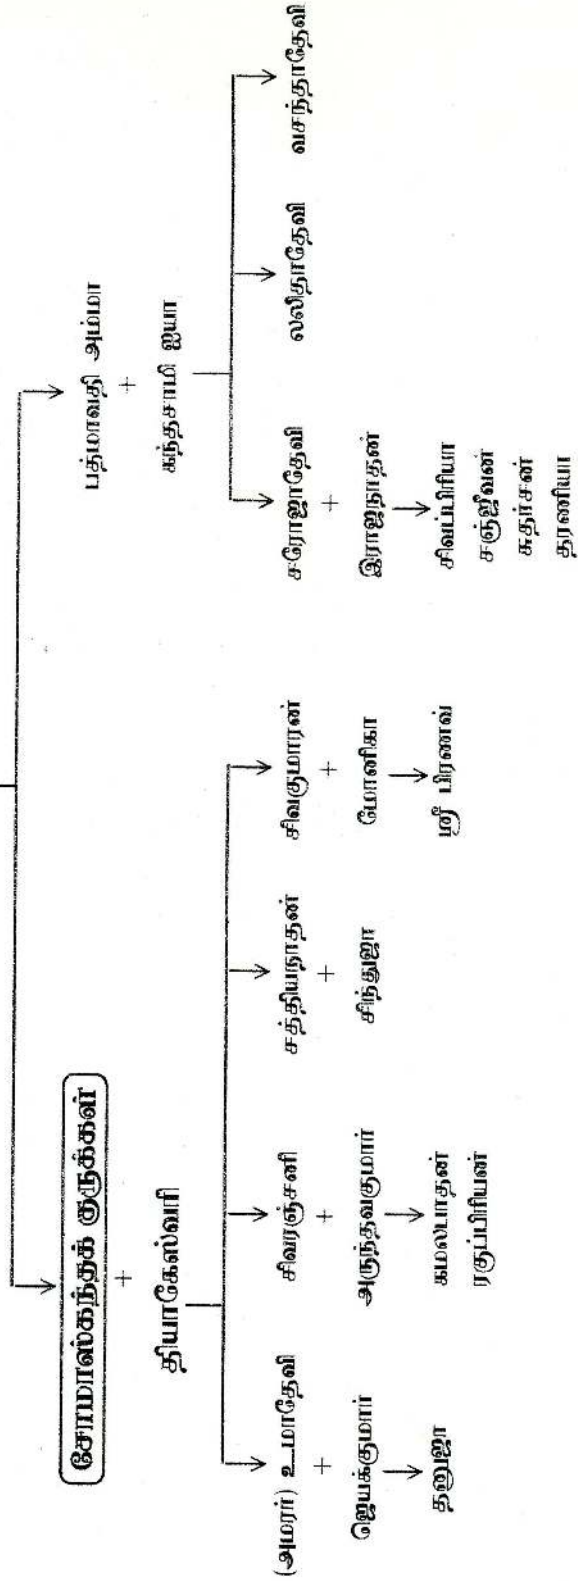 சோமாஸ்கந்தக் குருக்கள்
+
தியாகேஸ்வரி
(அமரர்) உமாதேவி
+
ஜெயக்குமார்
தனுஜா
சிவரஞ்சனி
+
அருந்தவகுமார்
கமலபாதன்
ரகுப்பிரியன்
சத்தியநாதன்
+
சிந்துஜா
சிவகுமாரன்
+
மோனிகா
ஸ்ரீ பிரணவ்
பத்மாவதி அம்மா
+
கந்தசாமி ஐயா
சரோஜாதேவி
+
இராஜநாதன்
சிவப்பிரியா
சஞ்ஜீவன்
சுதர்சன்
தரணியா
லலிதாதேவி
வசந்தாதேவி